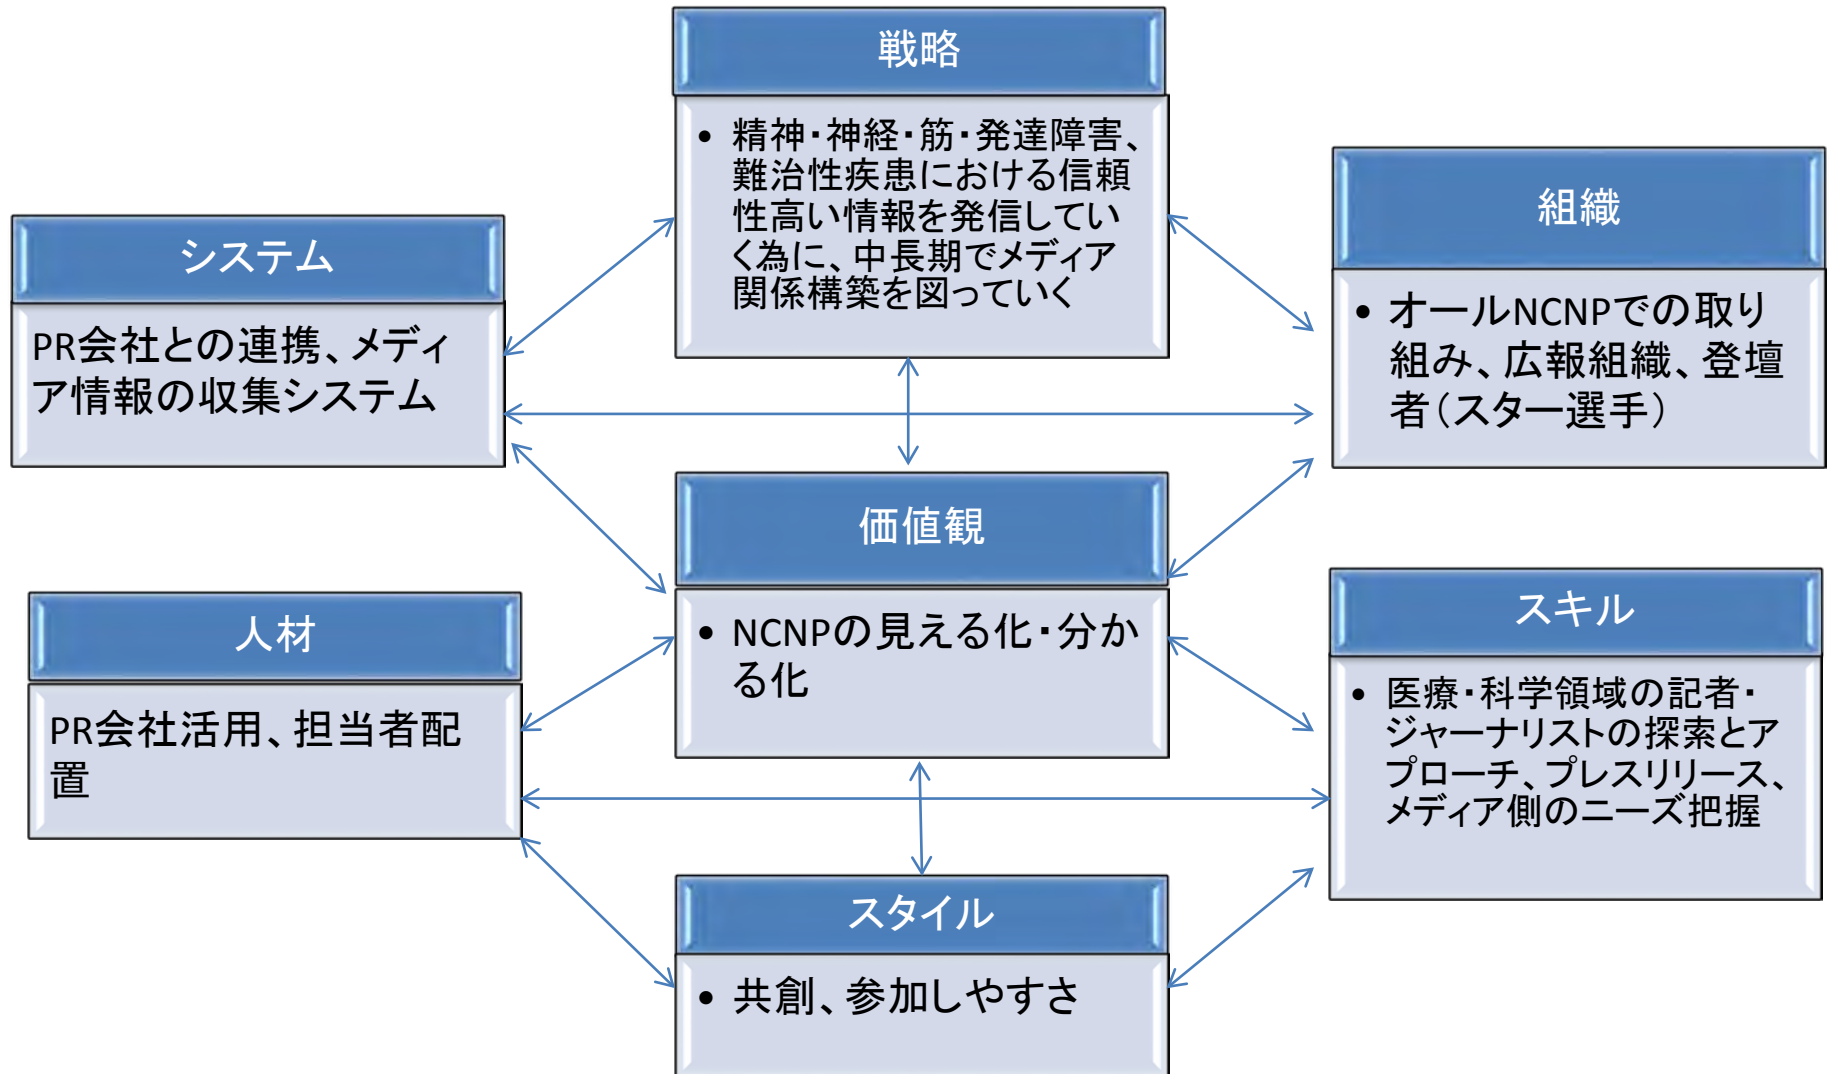 戦略
• 精神・神経・筋・発達障害、
難治性疾患における信頼
性高い情報を発信してい
く為に、中長期でメディア
関係構築を図っていく
組織
• オールNCNPでの取り
組み、広報組織、登壇
者（スター選手）
システム
PR会社との連携、メディ
ア情報の収集システム
価値観
• NCNPの見える化・分か
る化
人材
PR会社活用、担当者配
置
スキル
• 医療・科学領域の記者・
ジャーナリストの探索とア
プローチ、プレスリリース、
メディア側のニーズ把握
スタイル
• 共創、参加しやすさ